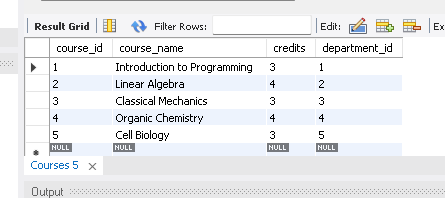 Result Grid Filter Rows: Edit: Ex
course_id course_name credits department_id
1 Introduction to Programming 3 1
2 Linear Algebra 4 2
3 Classical Mechanics 3 3
4 Organic Chemistry 4 4
5 Cell Biology 3 5
NULL NULL NULL NULL
Courses 5
Output